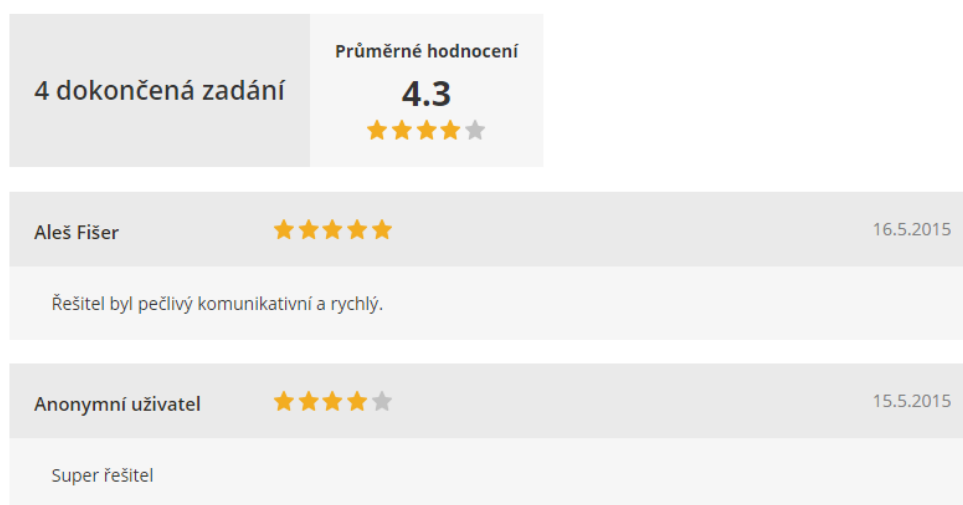 4 dokončená zadání
Průměrné hodnocení
4.3
Aleš Fišer
16.5.2015
Řešitel byl pečlivý komunikativní a rychlý.
Anonymní uživatel
15.5.2015
Super řešitel